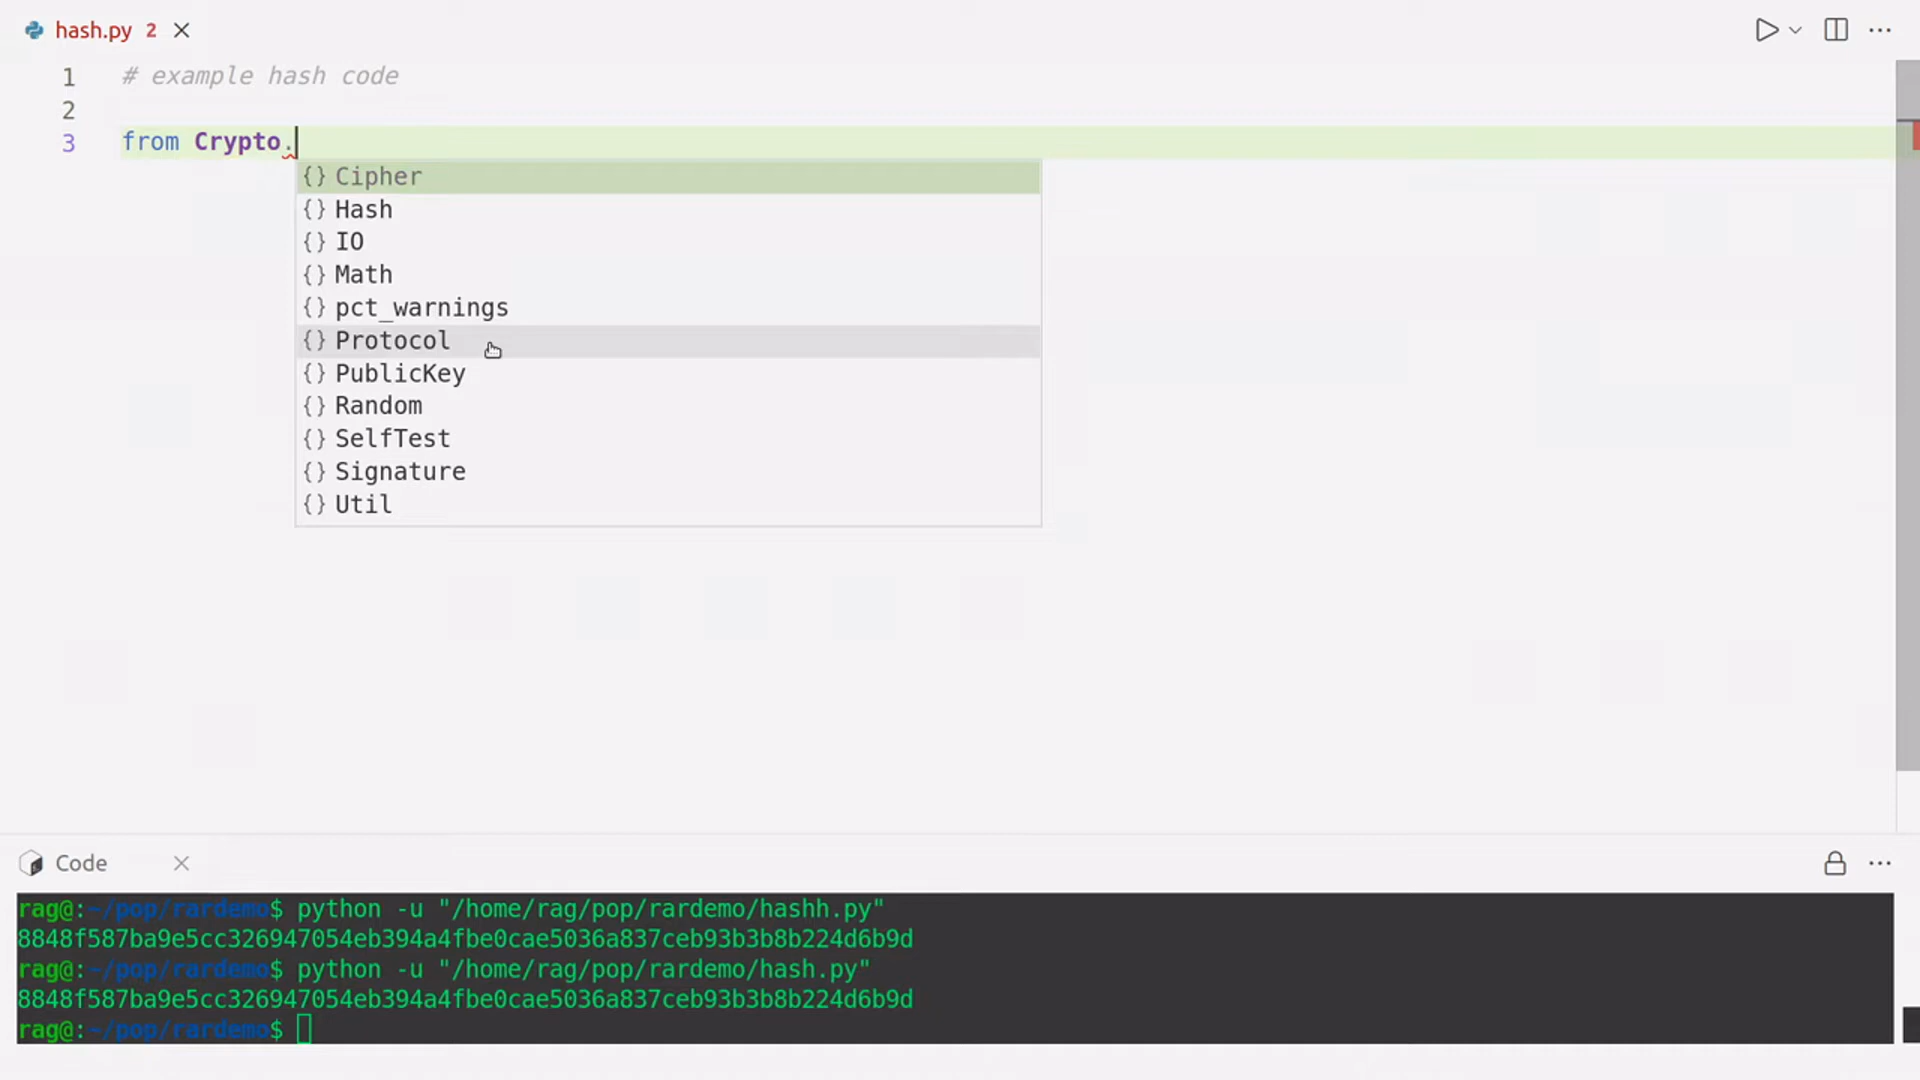 hash.py 2
1 # example hash code
2
3 from Crypto.
{} Cipher
{} Hash
{} IO
{} Math
{} pct_warnings
{} Protocol
{} PublicKey
{} Random
{} SelfTest
{} Signature
{} Util
Code
rag@:~/pop/rardemo$ python -u "/home/rag/pop/rardemo/hashh.py"
8848f587ba9e5cc326947054eb394a4fbe0cae5036a837ceb93b3b8b224d6b9d
rag@:~/pop/rardemo$ python -u "/home/rag/pop/rardemo/hash.py"
8848f587ba9e5cc326947054eb394a4fbe0cae5036a837ceb93b3b8b224d6b9d
rag@:~/pop/rardemo$